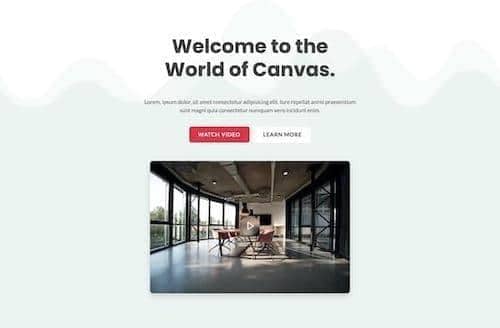 Welcome to the
World of Canvas.
Lorem, ipsum dolor, sit amet consectetur adipisicing elit. Iure repellat animi praesentium
sunt magni quia consectetur numquam vero incidunt enim.
WATCH VIDEO
LEARN MORE